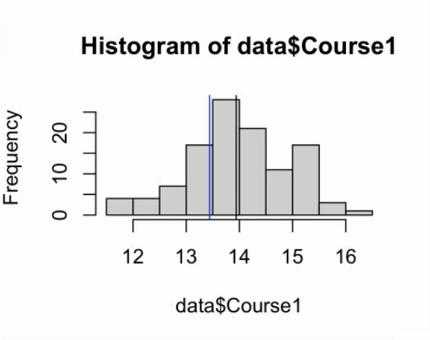 Histogram of data$Course1
Frequency
20
10
0
12 13 14 15 16
data$Course1